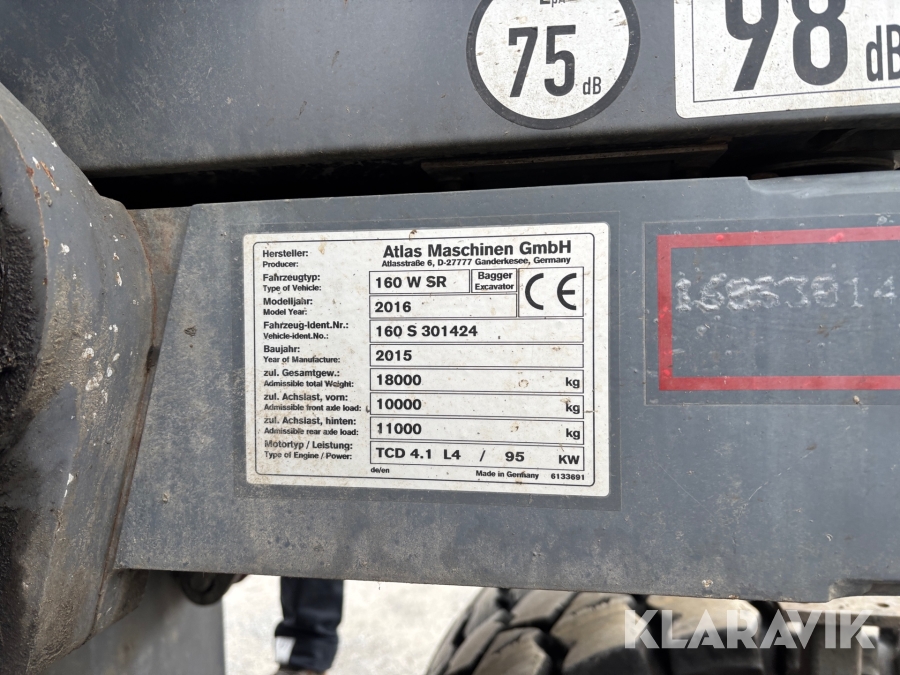 75
dB
98
dB
Hersteller:
Producer:
Atlas Maschinen GmbH
Atlasstraße 6, D-27777 Ganderkesee, Germany
Fahrzeugtyp:
Type of Vehicle:
160 W SR
Bagger
Excavator
CE
Modelljahr:
Model Year:
2016
Fahrzeug-Ident.Nr.:
Vehicle-ident.No.:
160 S 301424
Baujahr:
Year of Manufacture:
2015
zul. Gesamtgew.:
Admissible total Weight:
18000 kg
zul. Achslast, vorn:
Admissible front axle load:
10000 kg
zul. Achslast, hinten:
Admissible rear axle load:
11000 kg
Motortyp / Leistung:
Type of Engine / Power:
TCD 4.1 L4 / 95 KW
de/en
Made in Germany 6133691
KLARAVIK